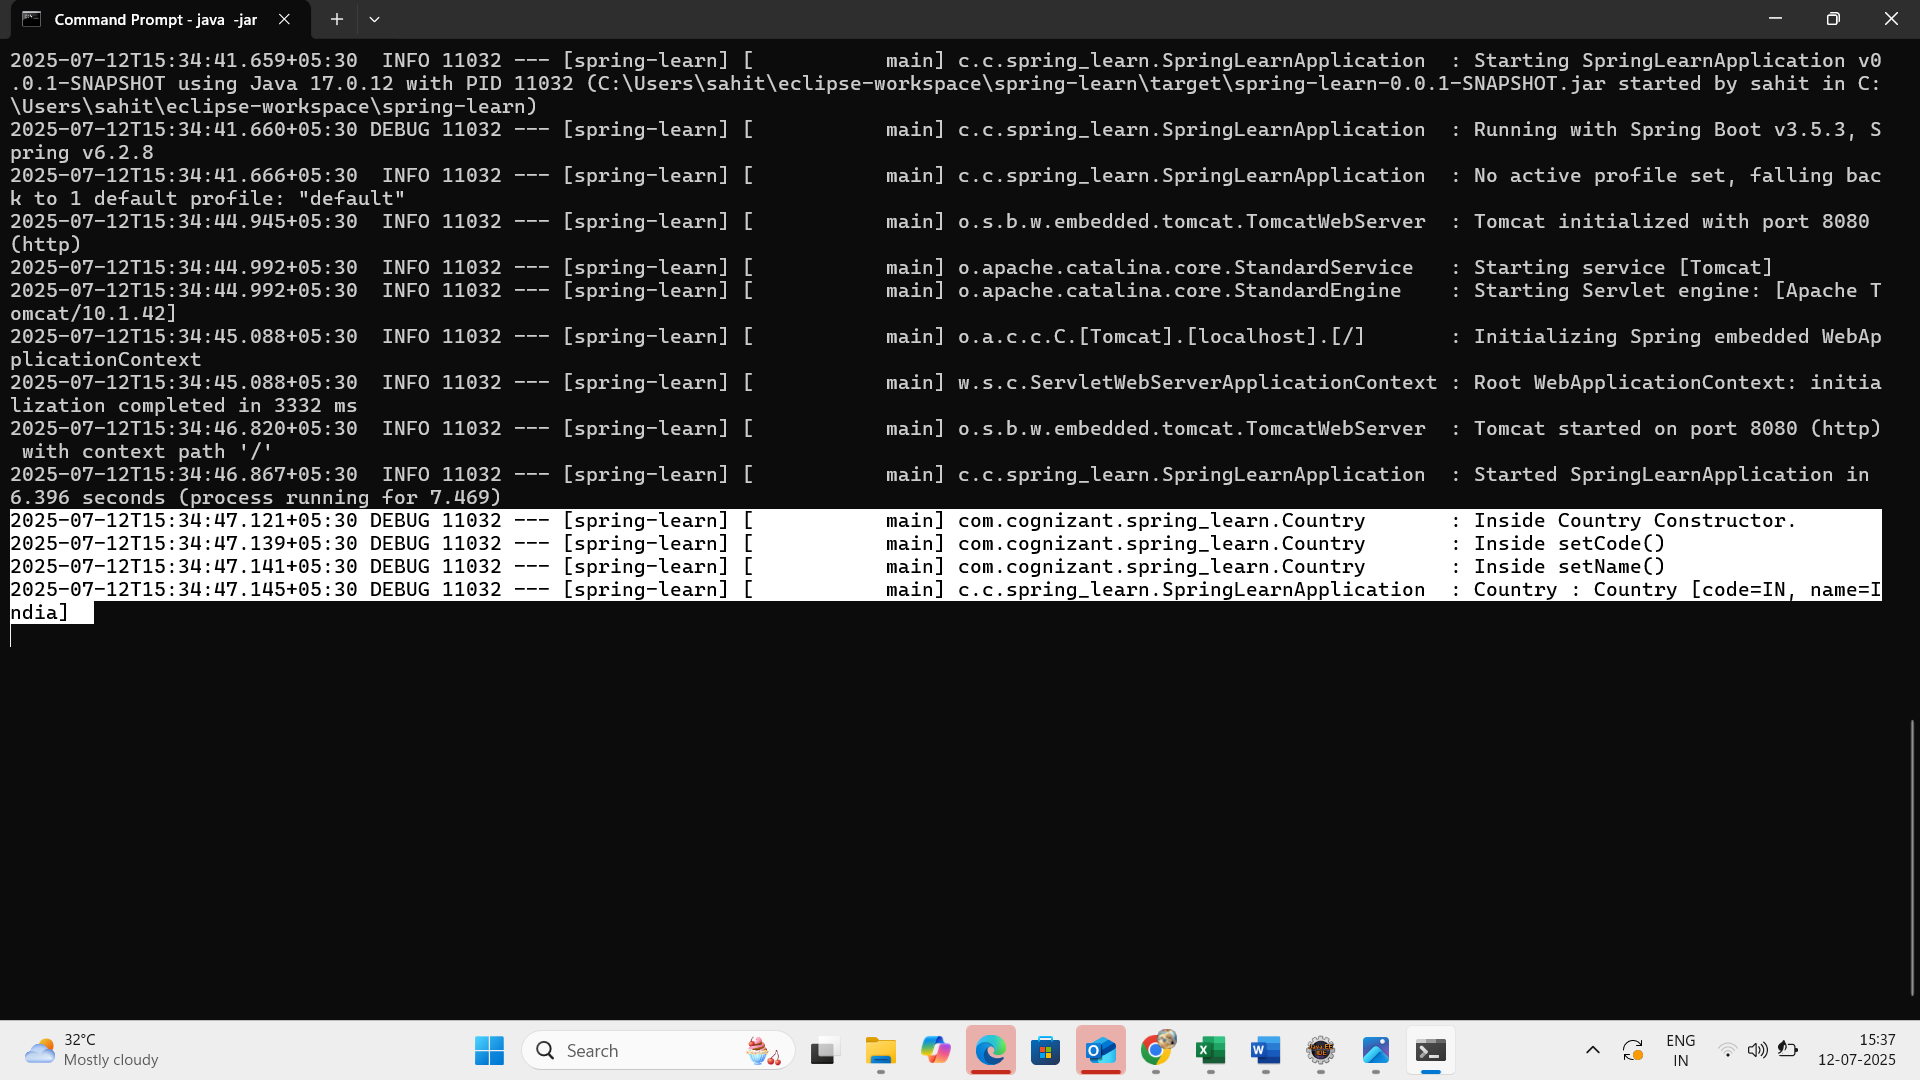 Command Prompt - java  -jar
2025-07-12T15:34:41.659+05:30  INFO 11032 --- [spring-learn] [           main] c.c.spring_learn.SpringLearnApplication  : Starting SpringLearnApplication v0
.0.1-SNAPSHOT using Java 17.0.12 with PID 11032 (C:\Users\sahit\eclipse-workspace\spring-learn\target\spring-learn-0.0.1-SNAPSHOT.jar started by sahit in C:
\Users\sahit\eclipse-workspace\spring-learn)
2025-07-12T15:34:41.660+05:30 DEBUG 11032 --- [spring-learn] [           main] c.c.spring_learn.SpringLearnApplication  : Running with Spring Boot v3.5.3, S
pring v6.2.8
2025-07-12T15:34:41.666+05:30  INFO 11032 --- [spring-learn] [           main] c.c.spring_learn.SpringLearnApplication  : No active profile set, falling bac
k to 1 default profile: "default"
2025-07-12T15:34:44.945+05:30  INFO 11032 --- [spring-learn] [           main] o.s.b.w.embedded.tomcat.TomcatWebServer  : Tomcat initialized with port 8080
(http)
2025-07-12T15:34:44.992+05:30  INFO 11032 --- [spring-learn] [           main] o.apache.catalina.core.StandardService   : Starting service [Tomcat]
2025-07-12T15:34:44.992+05:30  INFO 11032 --- [spring-learn] [           main] o.apache.catalina.core.StandardEngine    : Starting Servlet engine: [Apache T
omcat/10.1.42]
2025-07-12T15:34:45.088+05:30  INFO 11032 --- [spring-learn] [           main] o.a.c.c.C.[Tomcat].[localhost].[/]       : Initializing Spring embedded WebAp
plicationContext
2025-07-12T15:34:45.088+05:30  INFO 11032 --- [spring-learn] [           main] w.s.c.ServletWebServerApplicationContext : Root WebApplicationContext: initia
lization completed in 3332 ms
2025-07-12T15:34:46.820+05:30  INFO 11032 --- [spring-learn] [           main] o.s.b.w.embedded.tomcat.TomcatWebServer  : Tomcat started on port 8080 (http)
 with context path '/'
2025-07-12T15:34:46.867+05:30  INFO 11032 --- [spring-learn] [           main] c.c.spring_learn.SpringLearnApplication  : Started SpringLearnApplication in
6.396 seconds (process running for 7.469)
2025-07-12T15:34:47.121+05:30 DEBUG 11032 --- [spring-learn] [           main] com.cognizant.spring_learn.Country       : Inside Country Constructor.
2025-07-12T15:34:47.139+05:30 DEBUG 11032 --- [spring-learn] [           main] com.cognizant.spring_learn.Country       : Inside setCode()
2025-07-12T15:34:47.141+05:30 DEBUG 11032 --- [spring-learn] [           main] com.cognizant.spring_learn.Country       : Inside setName()
2025-07-12T15:34:47.145+05:30 DEBUG 11032 --- [spring-learn] [           main] c.c.spring_learn.SpringLearnApplication  : Country : Country [code=IN, name=I
ndia]
32°C
Mostly cloudy
Search
ENG
IN
15:37
12-07-2025